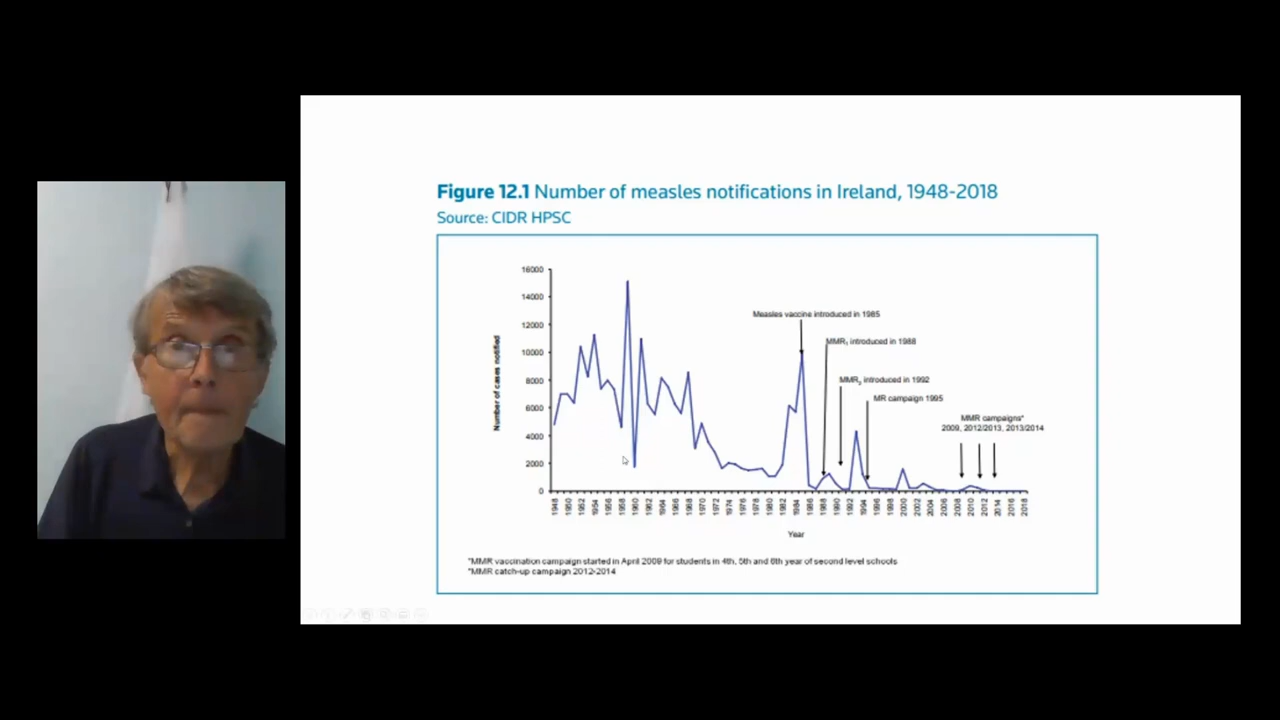 Figure 12.1 Number of measles notifications in Ireland, 1948-2018
Source: CIDR HPSC
16000
14000
12000
10000
8000
6000
4000
2000
0
Number of cases notified
Measles vaccine introduced in 1985
MMR₁ introduced in 1988
MMR₂ introduced in 1992
MR campaign 1995
MMR campaigns*
2009, 2012/2013, 2013/2014
1948 1950 1952 1954 1956 1958 1960 1962 1964 1966 1968 1970 1972 1974 1976 1978 1980 1982 1984 1986 1988 1990 1992 1994 1996 1998 2000 2002 2004 2006 2008 2010 2012 2014 2016 2018
Year
*MMR vaccination campaign started in April 2009 for students in 4th, 5th and 6th year of second level schools
*MMR catch-up campaign 2012-2014